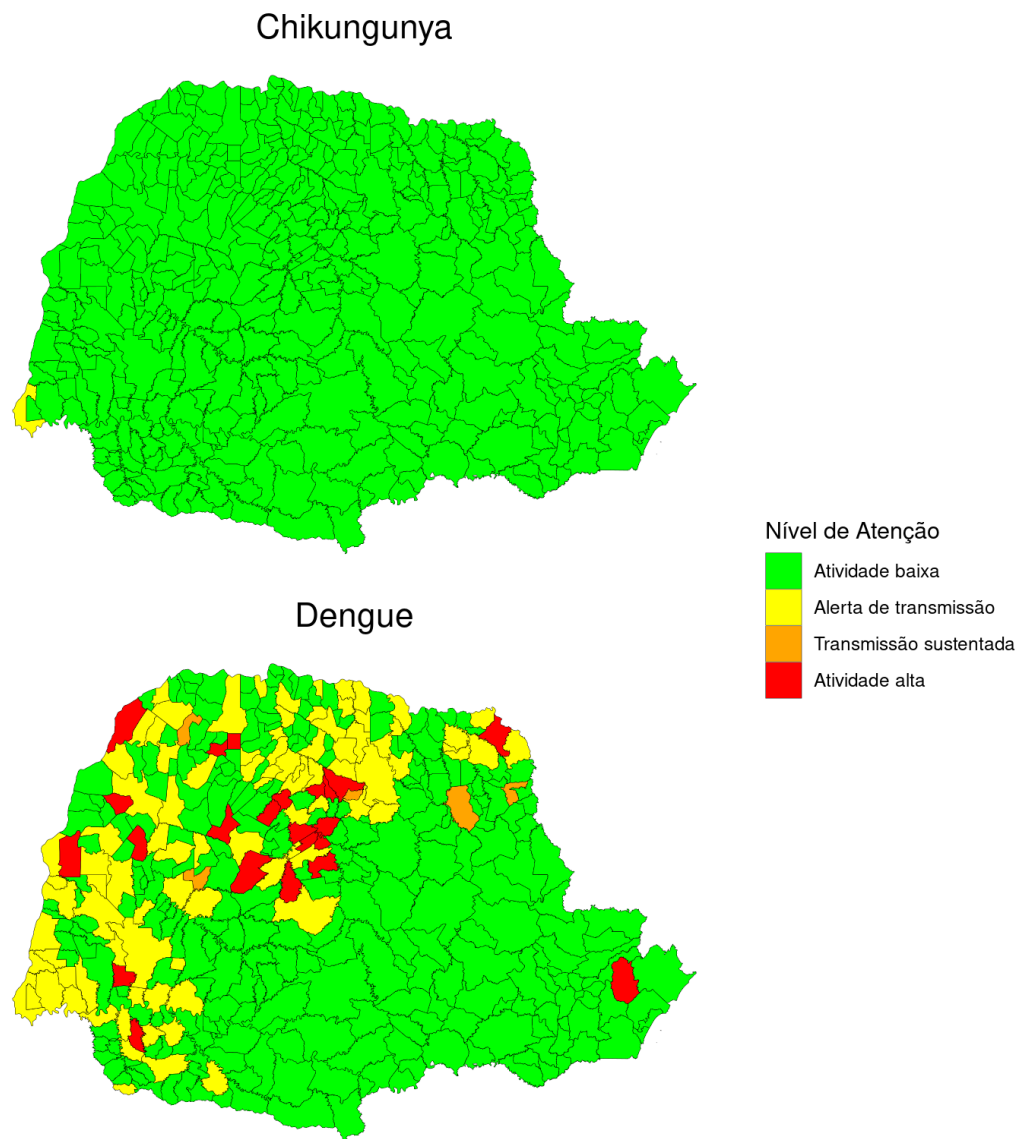 Chikungunya
Nível de Atenção
Atividade baixa
Alerta de transmissão
Transmissão sustentada
Atividade alta
Dengue